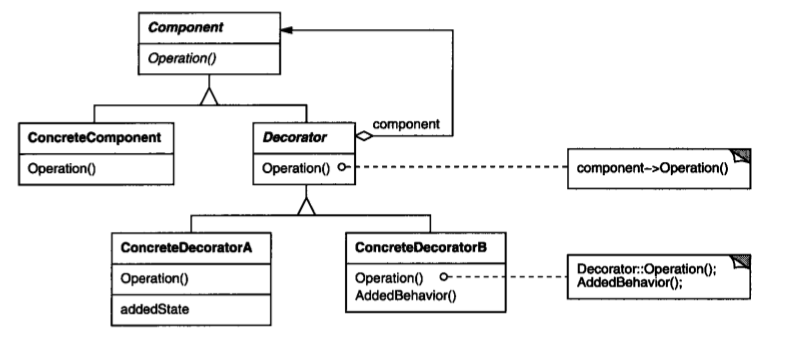 Component
Operation()
component
ConcreteComponent
Operation()
Decorator
Operation()
component->Operation()
ConcreteDecoratorA
Operation()
addedState
ConcreteDecoratorB
Operation()
AddedBehavior()
Decorator::Operation();
AddedBehavior();